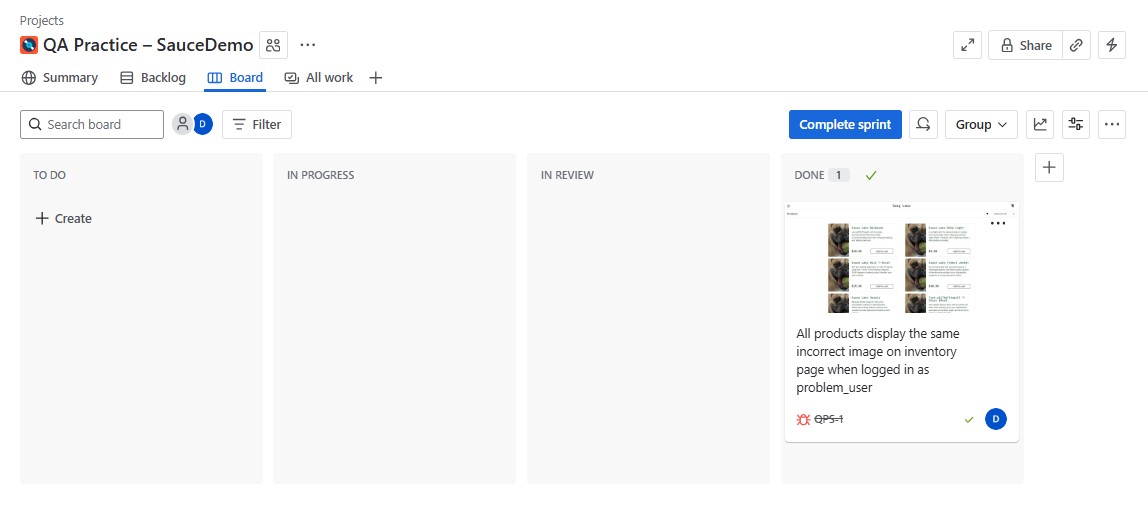 Projects
QA Practice – SauceDemo
Share
Summary
Backlog
Board
All work
Search board
D
Filter
Complete sprint
Group
TO DO
IN PROGRESS
IN REVIEW
DONE 1
Create
All products display the same
incorrect image on inventory
page when logged in as
problem_user
QPS-1
D